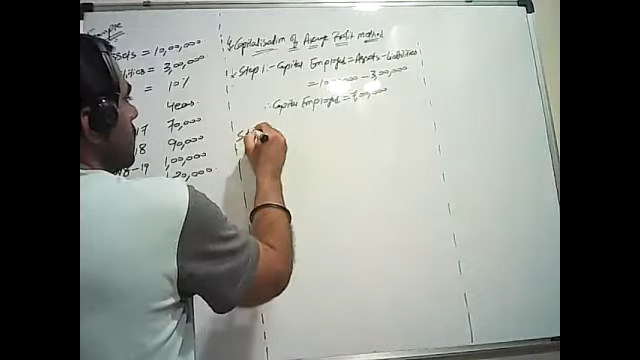 Example
ssets = 10,00,000
ilities = 3,00,000
= 10%
4 years
17 70,000
18 90,000
18-19 1,00,000
1,20,000
Capitalisation of Average Profit method
Step 1:- Capital Employed = Assets - Liabilities
= 10,00,000 - 3,00,000
∴ Capital Employed = 7,00,000